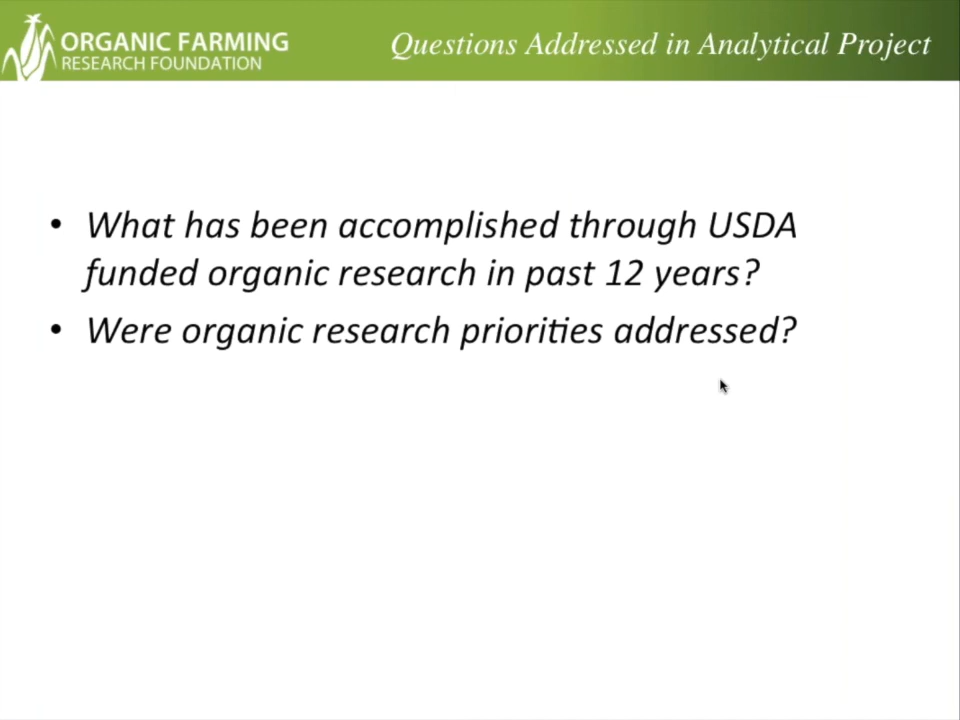 ORGANIC FARMING
RESEARCH FOUNDATION
Questions Addressed in Analytical Project
• What has been accomplished through USDA
funded organic research in past 12 years?
• Were organic research priorities addressed?